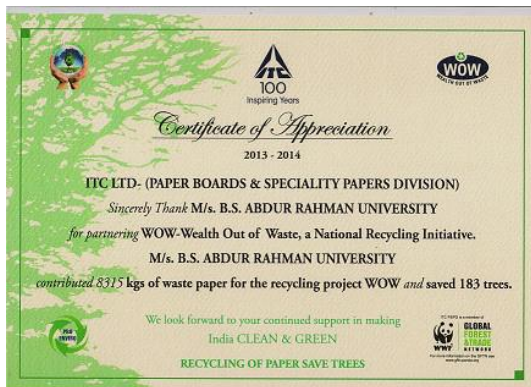 ITC
100
Inspiring Years
WOW
WEALTH OUT OF WASTE
Certificate of Appreciation
2013 - 2014
ITC LTD- (PAPER BOARDS & SPECIALITY PAPERS DIVISION)
Sincerely Thank M/s. B.S. ABDUR RAHMAN UNIVERSITY
for partnering WOW-Wealth Out of Waste, a National Recycling Initiative.
M/s. B.S. ABDUR RAHMAN UNIVERSITY
contributed 8315 kgs of waste paper for the recycling project WOW and saved 183 trees.
We look forward to your continued support in making
India CLEAN & GREEN
RECYCLING OF PAPER SAVE TREES
PRO
ENVIRO
WWF
GLOBAL
FOREST
& TRADE
NETWORK